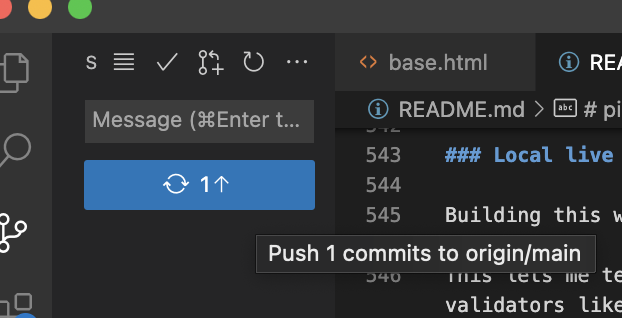 S
base.html
REA
Message (⌘Enter t...
README.md > abc # pi
1↑
543 ### Local live
544
545 Building this w
Push 1 commits to origin/main
546 This lets me te
validators like